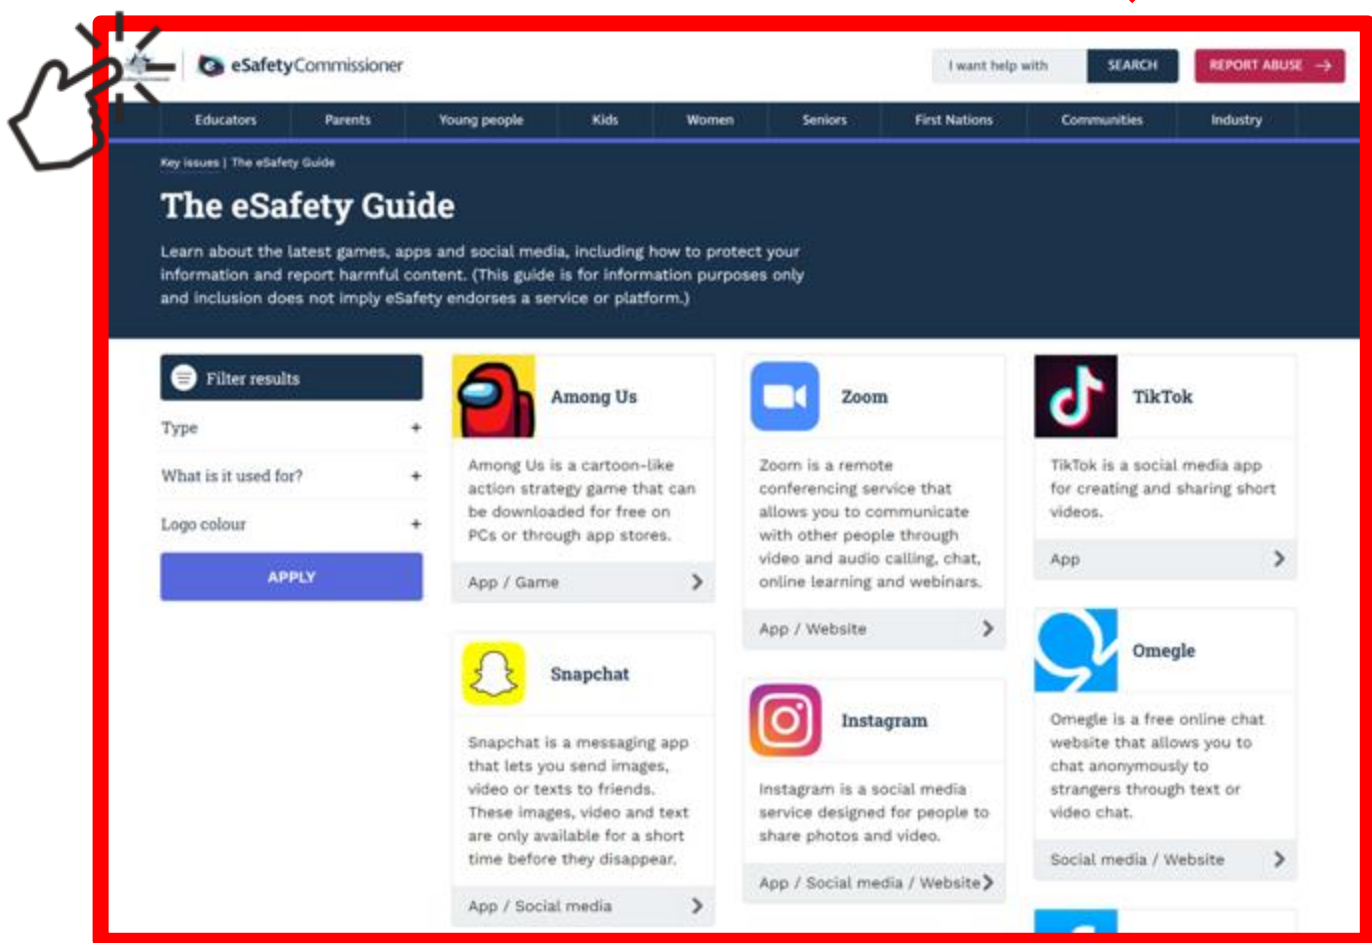 eSafetyCommissioner
I want help with
SEARCH
REPORT ABUSE →
Educators
Parents
Young people
Kids
Women
Seniors
First Nations
Communities
Industry
Key issues | The eSafety Guide
The eSafety Guide
Learn about the latest games, apps and social media, including how to protect your
information and report harmful content. (This guide is for information purposes only
and inclusion does not imply eSafety endorses a service or platform.)
Filter results
Type +
What is it used for? +
Logo colour +
APPLY
Among Us
Among Us is a cartoon-like
action strategy game that can
be downloaded for free on
PCs or through app stores.
App / Game
Snapchat
Snapchat is a messaging app
that lets you send images,
video or texts to friends.
These images, video and text
are only available for a short
time before they disappear.
App / Social media
Zoom
Zoom is a remote
conferencing service that
allows you to communicate
with other people through
video and audio calling, chat,
online learning and webinars.
App / Website
Instagram
Instagram is a social media
service designed for people to
share photos and video.
App / Social media / Website
TikTok
TikTok is a social media app
for creating and sharing short
videos.
App
Omegle
Omegle is a free online chat
website that allows you to
chat anonymously to
strangers through text or
video chat.
Social media / Website